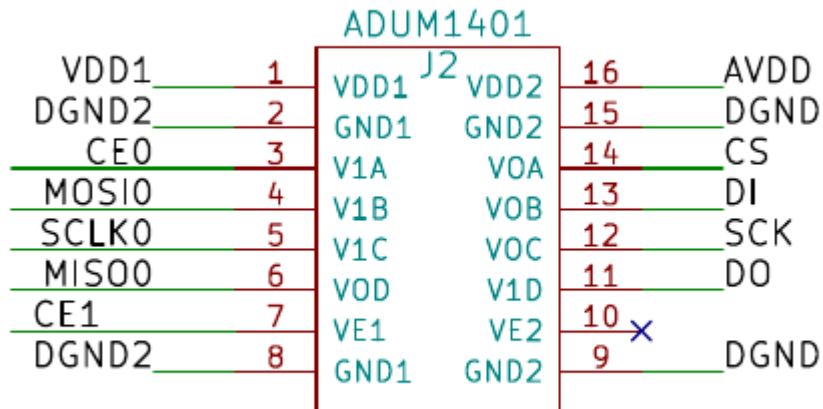 ADUM1401
J2
VDD1 1 VDD1 VDD2 16 AVDD
DGND2 2 GND1 GND2 15 DGND
CE0 3 V1A VOA 14 CS
MOSI0 4 V1B VOB 13 DI
SCLK0 5 V1C VOC 12 SCK
MISO0 6 VOD V1D 11 DO
CE1 7 VE1 VE2 10
DGND2 8 GND1 GND2 9 DGND